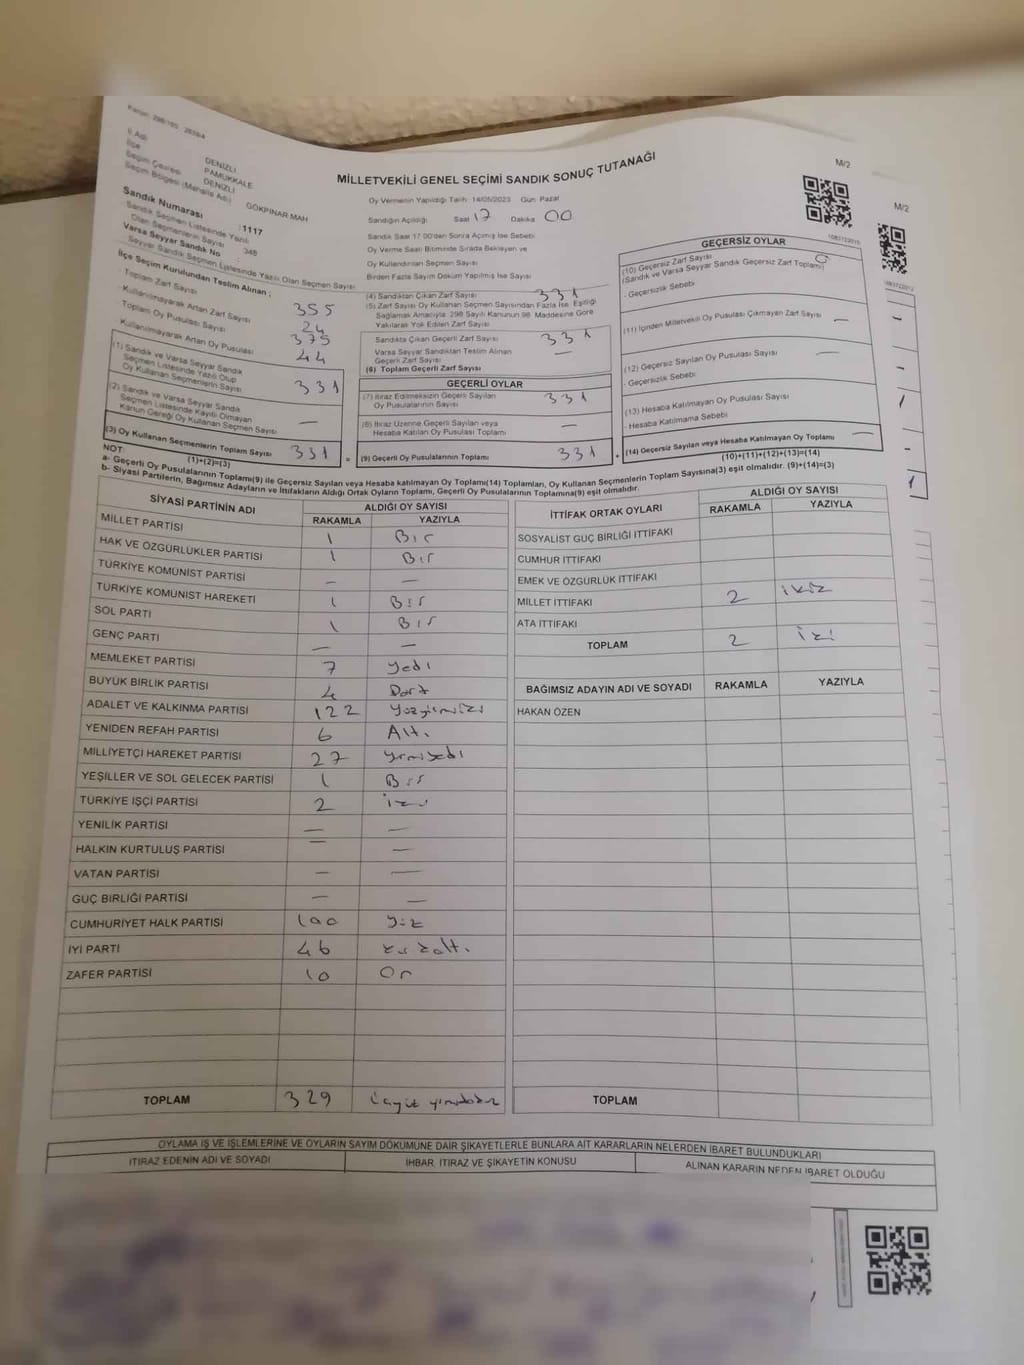 Kanun: 298/105 2839/4
İl Adı DENİZLİ
İlçe PAMUKKALE
Seçim Çevresi DENİZLİ
Seçim Bölgesi (Mahalle Adı) GÖKPINAR MAH
MİLLETVEKİLİ GENEL SEÇİMİ SANDIK SONUÇ TUTANAĞI
M/2
M/2
Oy Vermenin Yapıldığı Tarih 14/05/2023 Gün Pazar
Sandığın Açıldığı Saat 17 Dakika 00
Sandık Saat 17.00'den Sonra Açılmış İse Sebebi
Oy Verme Saati Bitiminde Sırada Bekleyen ve
Oy Kullandırılan Seçmen Sayısı
Birden Fazla Sayım Döküm Yapılmış İse Sayısı
Sandık Numarası : 1117
Sandık Seçmen Listesinde Yazılı
Olan Seçmenlerin Sayısı : 348
Varsa Seyyar Sandık No :
Seyyar Sandık Seçmen Listesinde Yazılı Olan Seçmen Sayısı
İlçe Seçim Kurulundan Teslim Alınan ;
- Toplam Zarf Sayısı 355
- Kullanılmayarak Artan Zarf Sayısı 24
- Toplam Oy Pusulası Sayısı 375
- Kullanılmayarak Artan Oy Pusulası 44
(1) Sandık ve Varsa Seyyar Sandık
Seçmen Listesinde Yazılı Olup
Oy Kullanan Seçmenlerin Sayısı 331
(2) Sandık ve Varsa Seyyar Sandık
Seçmen Listesinde Kayıtlı Olmayan
Kanun Gereği Oy Kullanan Seçmen Sayısı —
(3) Oy Kullanan Seçmenlerin Toplam Sayısı 331
(1)+(2)=(3)
(4) Sandıktan Çıkan Zarf Sayısı 331
(5) Zarf Sayısı Oy Kullanan Seçmen Sayısından Fazla İse, Eşitliği
Sağlamak Amacıyla, 298 Sayılı Kanunun 98. Maddesine Göre
Yakılarak Yok Edilen Zarf Sayısı
Sandıkta Çıkan Geçerli Zarf Sayısı 331
Varsa Seyyar Sandıktan Teslim Alınan
Geçerli Zarf Sayısı —
(6) Toplam Geçerli Zarf Sayısı
GEÇERLİ OYLAR
(7) İtiraz Edilmeksizin Geçerli Sayılan
Oy Pusulalarının Sayısı 331
(8) İtiraz Üzerine Geçerli Sayılan veya
Hesaba Katılan Oy Pusulası Toplamı —
= (9) Geçerli Oy Pusulalarının Toplamı 331 +
GEÇERSİZ OYLAR
(10) Geçersiz Zarf Sayısı 0
(Sandık ve Varsa Seyyar Sandık Geçersiz Zarf Toplamı)
- Geçersizlik Sebebi
(11) İçinden Milletvekili Oy Pusulası Çıkmayan Zarf Sayısı —
(12) Geçersiz Sayılan Oy Pusulası Sayısı —
- Geçersizlik Sebebi
(13) Hesaba Katılmayan Oy Pusulası Sayısı
- Hesaba Katılmama Sebebi
(14) Geçersiz Sayılan veya Hesaba Katılmayan Oy Toplamı —
(10)+(11)+(12)+(13)=(14)
NOT:
a- Geçerli Oy Pusulalarının Toplamı(9) ile Geçersiz Sayılan veya Hesaba katılmayan Oy Toplamı(14) Toplamları, Oy Kullanan Seçmenlerin Toplam Sayısına(3) eşit olmalıdır. (9)+(14)=(3)
b- Siyasi Partilerin, Bağımsız Adayların ve İttifakların Aldığı Ortak Oyların Toplamı, Geçerli Oy Pusulalarının Toplamına(9) eşit olmalıdır.
SİYASİ PARTİNİN ADI ALDIĞI OY SAYISI
RAKAMLA YAZIYLA
MİLLET PARTİSİ 1 Bir
HAK VE ÖZGÜRLÜKLER PARTİSİ 1 Bir
TÜRKİYE KOMÜNİST PARTİSİ — —
TÜRKİYE KOMÜNİST HAREKETİ 1 Bir
SOL PARTİ 1 Bir
GENÇ PARTİ — —
MEMLEKET PARTİSİ 7 Yedi
BÜYÜK BİRLİK PARTİSİ 4 Dört
ADALET VE KALKINMA PARTİSİ 122 Yüzyirmiiki
YENİDEN REFAH PARTİSİ 6 Altı
MİLLİYETÇİ HAREKET PARTİSİ 27 yirmiyedi
YEŞİLLER VE SOL GELECEK PARTİSİ 1 Bir
TÜRKİYE İŞÇİ PARTİSİ 2 iki
YENİLİK PARTİSİ — —
HALKIN KURTULUŞ PARTİSİ — —
VATAN PARTİSİ — —
GÜÇ BİRLİĞİ PARTİSİ — —
CUMHURİYET HALK PARTİSİ 100 yüz
İYİ PARTİ 46 kırkaltı
ZAFER PARTİSİ 10 On
TOPLAM 329 üçyüz yirmidokuz
İTTİFAK ORTAK OYLARI ALDIĞI OY SAYISI
RAKAMLA YAZIYLA
SOSYALİST GÜÇ BİRLİĞİ İTTİFAKI
CUMHUR İTTİFAKI
EMEK VE ÖZGÜRLÜK İTTİFAKI
MİLLET İTTİFAKI 2 iki
ATA İTTİFAKI
TOPLAM 2 iki
BAĞIMSIZ ADAYIN ADI VE SOYADI RAKAMLA YAZIYLA
HAKAN ÖZEN
TOPLAM
OYLAMA İŞ VE İŞLEMLERİNE VE OYLARIN SAYIM DÖKÜMÜNE DAİR ŞİKAYETLERLE BUNLARA AİT KARARLARIN NELERDEN İBARET BULUNDUKLARI
İTİRAZ EDENİN ADI VE SOYADI İHBAR, İTİRAZ VE ŞİKAYETİN KONUSU ALINAN KARARIN NEDEN İBARET OLDUĞU